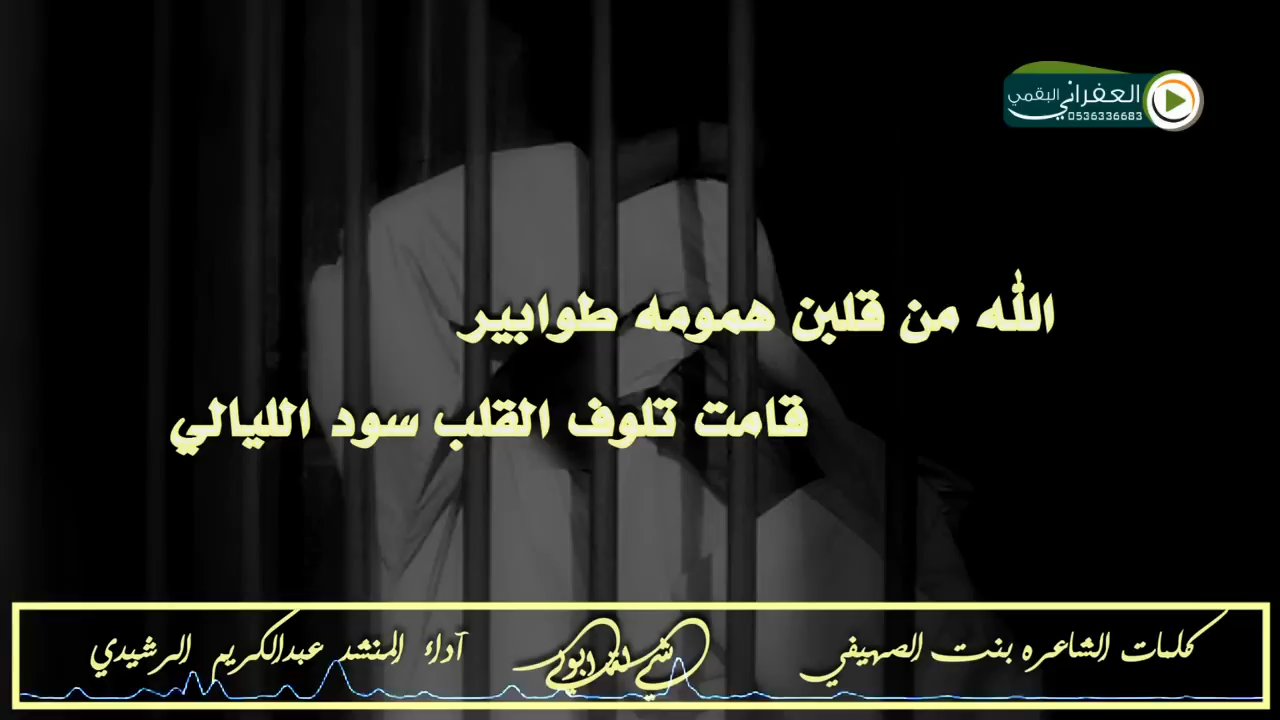 العفراني البقمي
0536336683
الله من قلبن همومه طوابير
قامت تلوف القلب سود الليالي
كلمات الشاعره بنت الصهيفي
آداء المنشد عبدالكريم الرشيدي